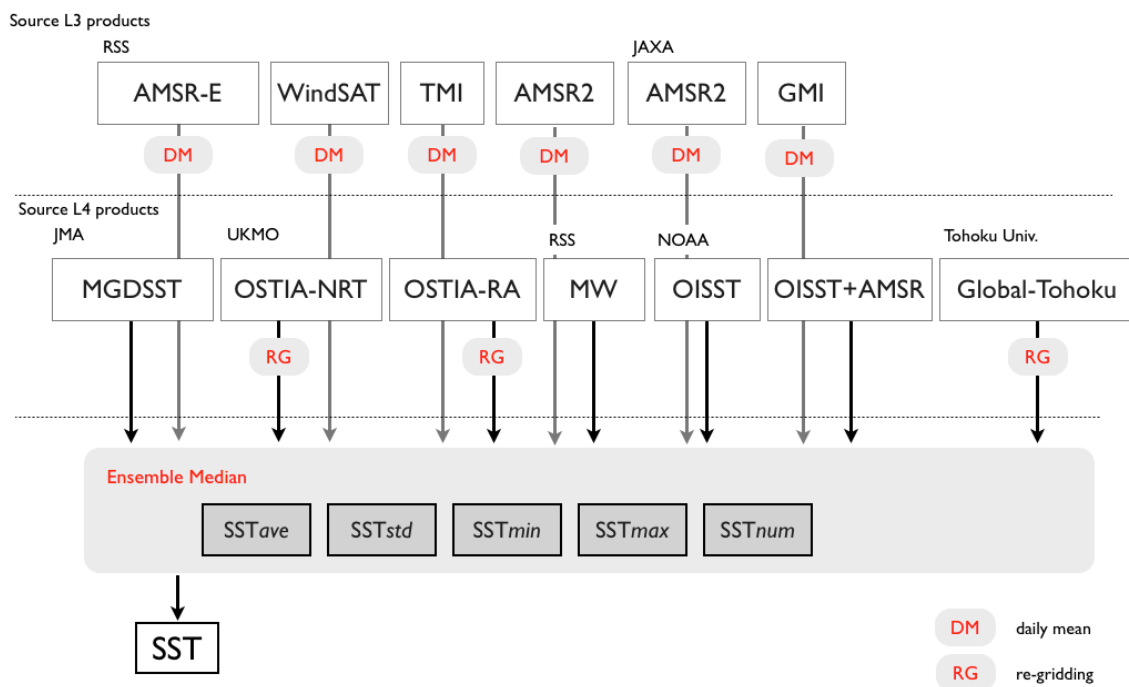 Source L3 products
RSS
JAXA
AMSR-E
WindSAT
TMI
AMSR2
AMSR2
GMI
DM
DM
DM
DM
DM
DM
Source L4 products
JMA
UKMO
RSS
NOAA
Tohoku Univ.
MGDSST
OSTIA-NRT
OSTIA-RA
MW
OISST
OISST+AMSR
Global-Tohoku
RG
RG
RG
Ensemble Median
SSTave
SSTstd
SSTmin
SSTmax
SSTnum
SST
DM daily mean
RG re-gridding